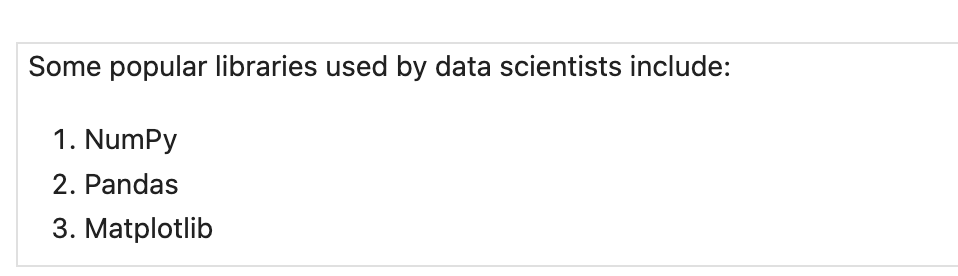 Some popular libraries used by data scientists include:
1. NumPy
2. Pandas
3. Matplotlib